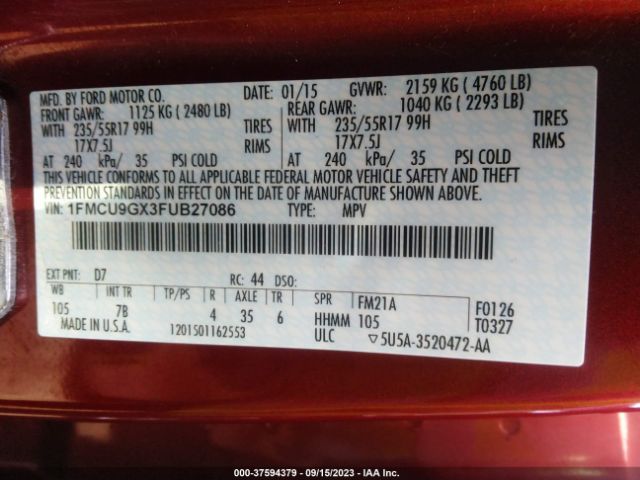 MFD. BY FORD MOTOR CO. DATE: 01/15 GVWR: 2159 KG ( 4760 LB)
FRONT GAWR: 1125 KG ( 2480 LB) REAR GAWR: 1040 KG ( 2293 LB)
WITH 235/55R17 99H TIRES WITH 235/55R17 99H TIRES
17X7.5J RIMS 17X7.5J RIMS
AT 240 kPa/ 35 PSI COLD AT 240 kPa/ 35 PSI COLD
THIS VEHICLE CONFORMS TO ALL APPLICABLE FEDERAL MOTOR VEHICLE SAFETY AND THEFT
PREVENTION STANDARDS IN EFFECT ON THE DATE OF MANUFACTURE SHOWN ABOVE.
VIN: 1FMCU9GX3FUB27086 TYPE: MPV
EXT PNT: D7 RC: 44 DSO:
WB INT TR TP/PS R AXLE TR SPR FM21A F0126
105 7B 4 35 6 HHMM 105 T0327
MADE IN U.S.A. 1201501162553 ULC ▽5U5A-3520472-AA
000-37594379 - 09/15/2023 - IAA Inc.